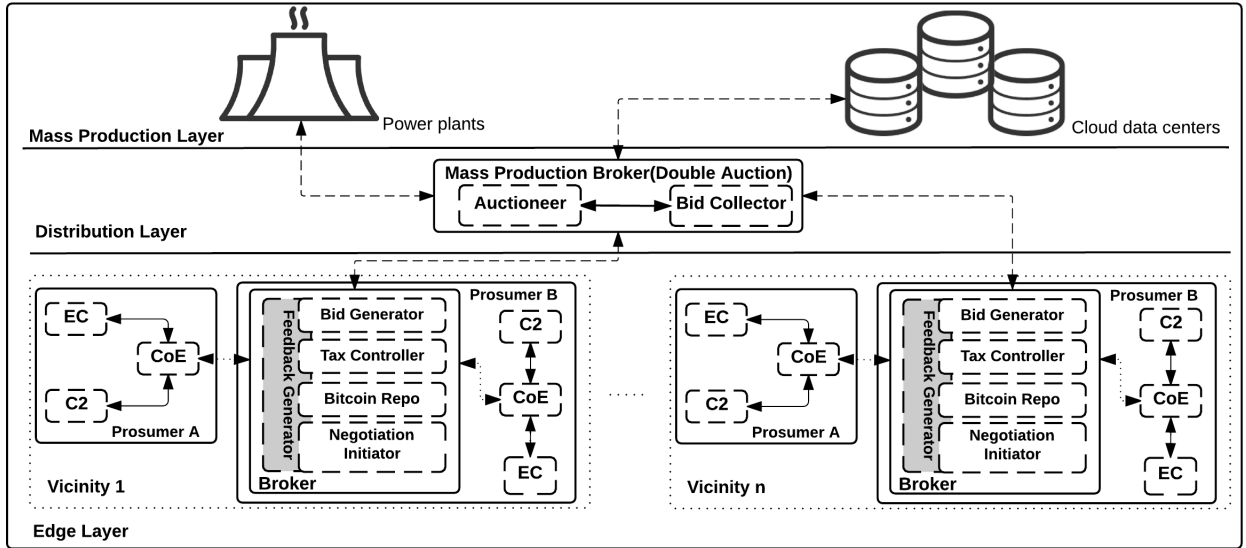 Power plants
Cloud data centers
Mass Production Layer
Mass Production Broker(Double Auction)
Auctioneer
Bid Collector
Distribution Layer
EC
CoE
C2
Prosumer A
Prosumer B
Feedback Generator
Bid Generator
Tax Controller
Bitcoin Repo
Negotiation
Initiator
Broker
C2
CoE
EC
Vicinity 1
EC
CoE
C2
Prosumer A
Prosumer B
Feedback Generator
Bid Generator
Tax Controller
Bitcoin Repo
Negotiation
Initiator
Broker
C2
CoE
EC
Vicinity n
Edge Layer